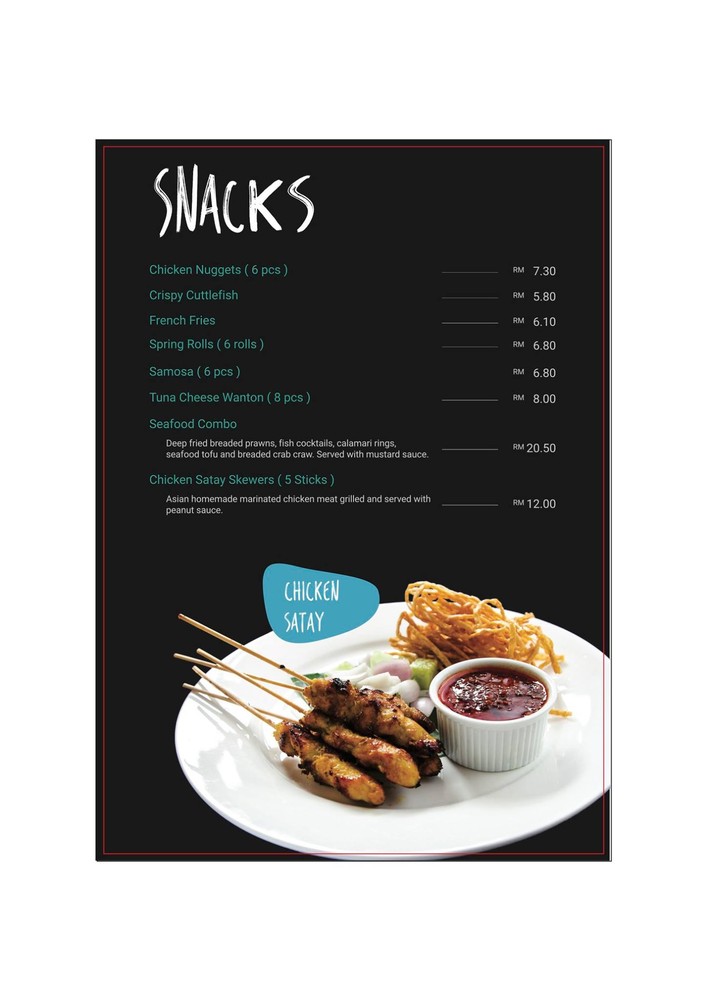 SNACKS
Chicken Nuggets ( 6 pcs ) RM 7.30
Crispy Cuttlefish RM 5.80
French Fries RM 6.10
Spring Rolls ( 6 rolls ) RM 6.80
Samosa ( 6 pc ) RM 6.80
Tuna Cheese Wanton ( 8 pcs ) RM 8.00
Seafood Combo
Deep fried breaded prawns, fish cocktails, calamari rings,
seafood tofu and breaded crab craw. Served with mustard sauce. RM 20.50
Chicken Satay Skewers ( 5 Sticks )
Asian homemade marinated chicken meat grilled and served with
peanut sauce. RM 12.00
CHICKEN
SATAY